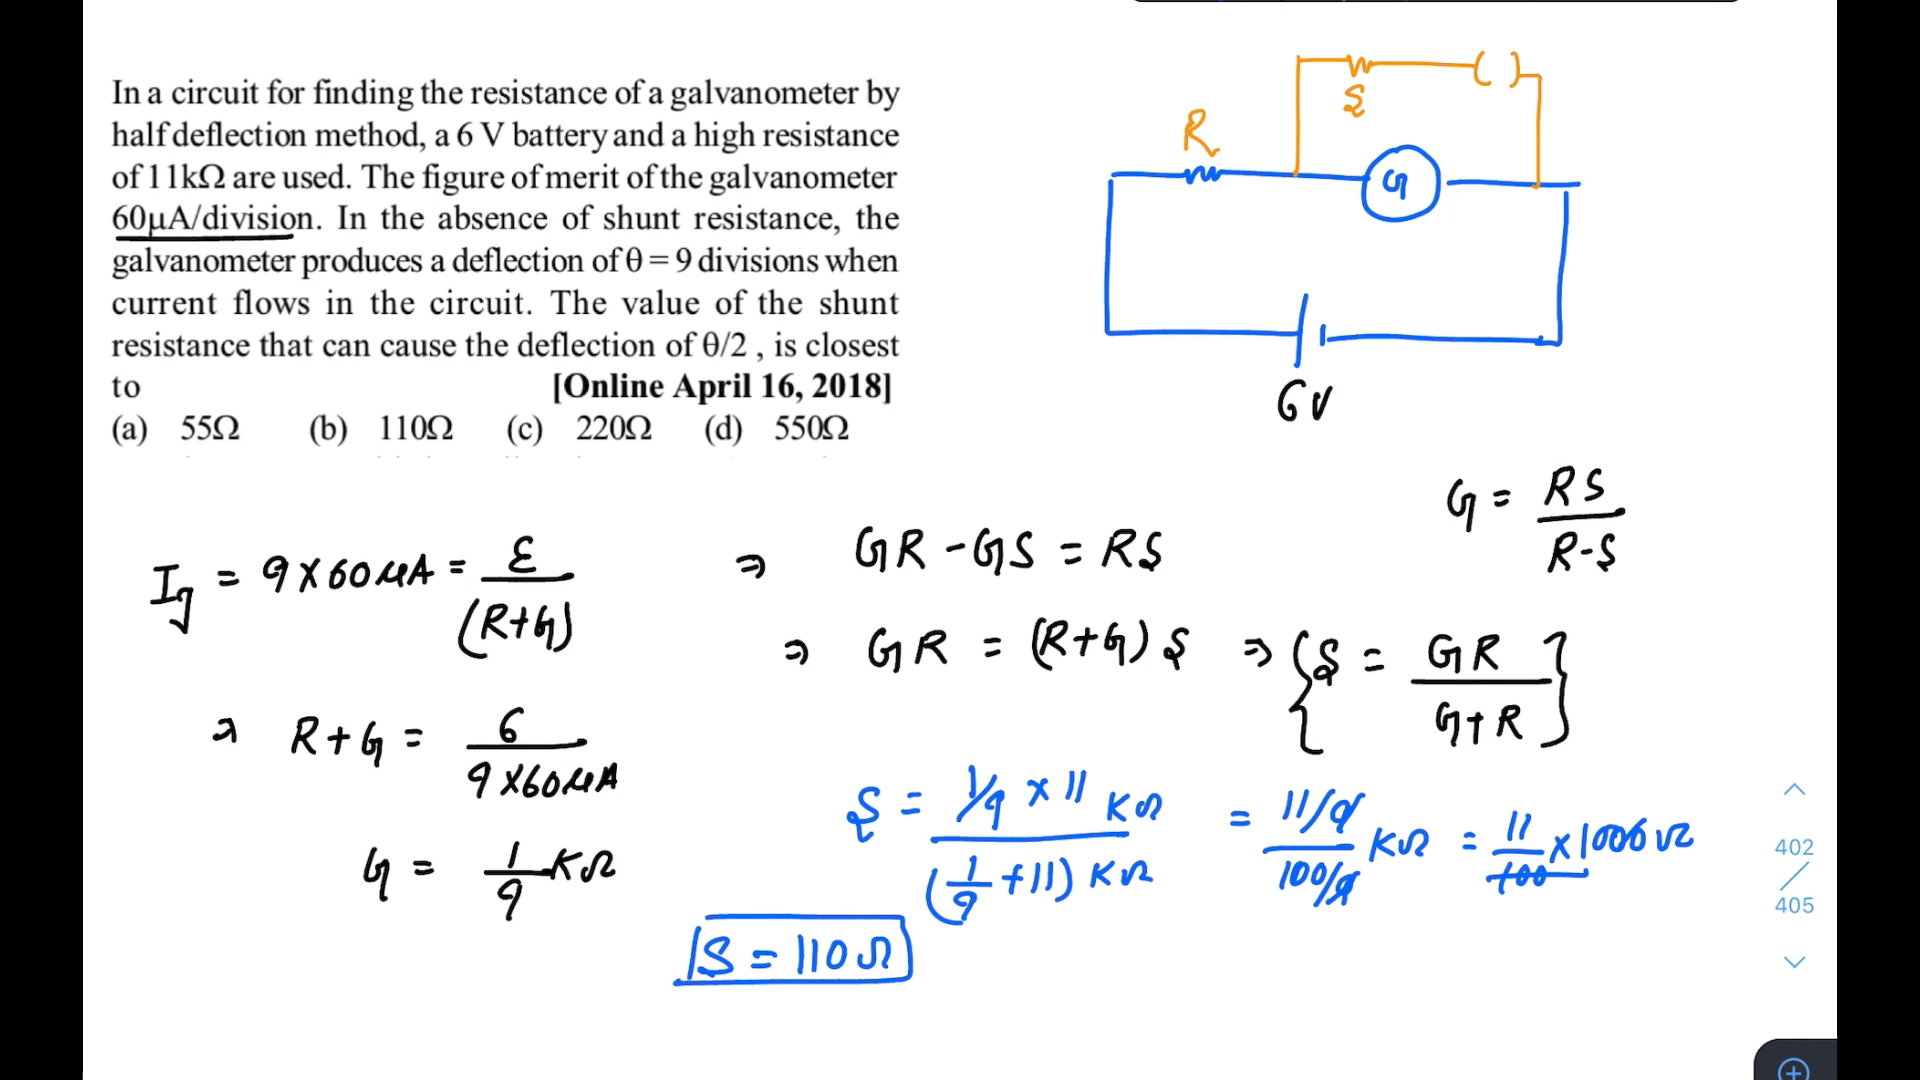 In a circuit for finding the resistance of a galvanometer by
half deflection method, a 6 V battery and a high resistance
of 11kΩ are used. The figure of merit of the galvanometer
60μA/division. In the absence of shunt resistance, the
galvanometer produces a deflection of θ = 9 divisions when
current flows in the circuit. The value of the shunt
resistance that can cause the deflection of θ/2 , is closest
to [Online April 16, 2018]
(a) 55Ω (b) 110Ω (c) 220Ω (d) 550Ω
R
S
( )
G
6V
G = RS / R-S
Ig = 9 X 60 μA = ε / (R+G)
⇒ R+G = 6 / 9 X 60 μA
G = 1/9 KΩ
⇒ GR - GS = RS
⇒ GR = (R+G) S ⇒ { S = GR / G+R }
S = 1/9 x 11 KΩ / (1/9 + 11) KΩ = 11/9 / 100/9 KΩ = 11/100 x 1000 Ω
S = 110 Ω
402
/
405